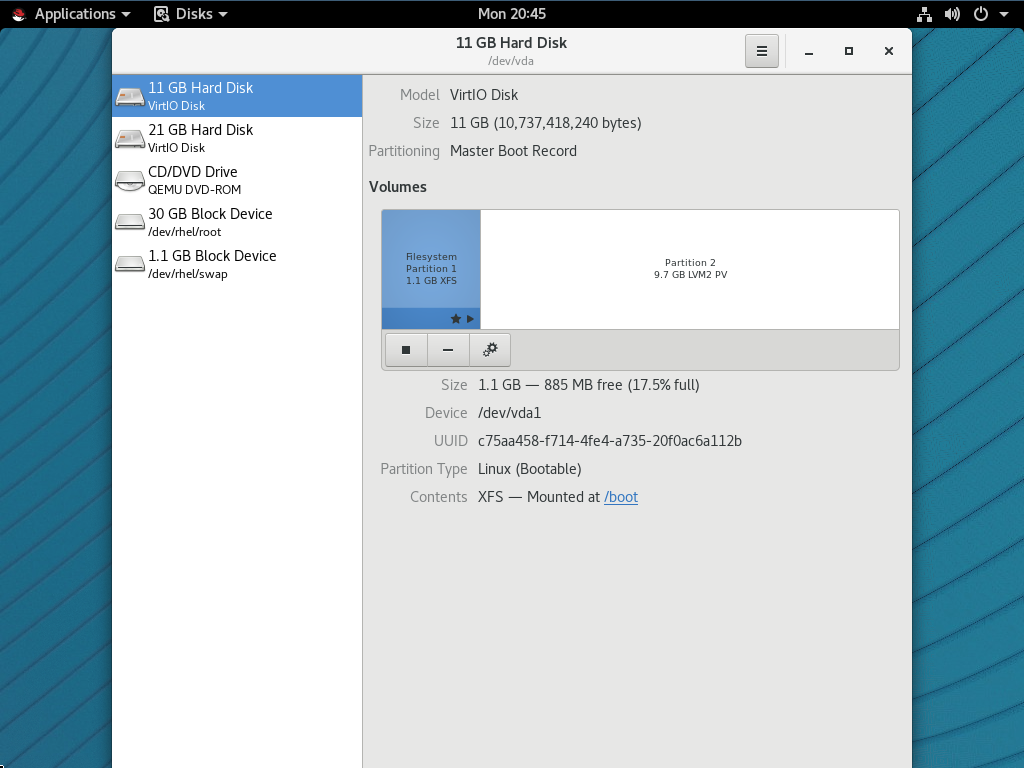 Applications
Disks
Mon 20:45
11 GB Hard Disk
/dev/vda
11 GB Hard Disk
VirtIO Disk
21 GB Hard Disk
VirtIO Disk
CD/DVD Drive
QEMU DVD-ROM
30 GB Block Device
/dev/rhel/root
1.1 GB Block Device
/dev/rhel/swap
Model VirtIO Disk
Size 11 GB (10,737,418,240 bytes)
Partitioning Master Boot Record
Volumes
Filesystem
Partition 1
1.1 GB XFS
Partition 2
9.7 GB LVM2 PV
Size 1.1 GB — 885 MB free (17.5% full)
Device /dev/vda1
UUID c75aa458-f714-4fe4-a735-20f0ac6a112b
Partition Type Linux (Bootable)
Contents XFS — Mounted at /boot